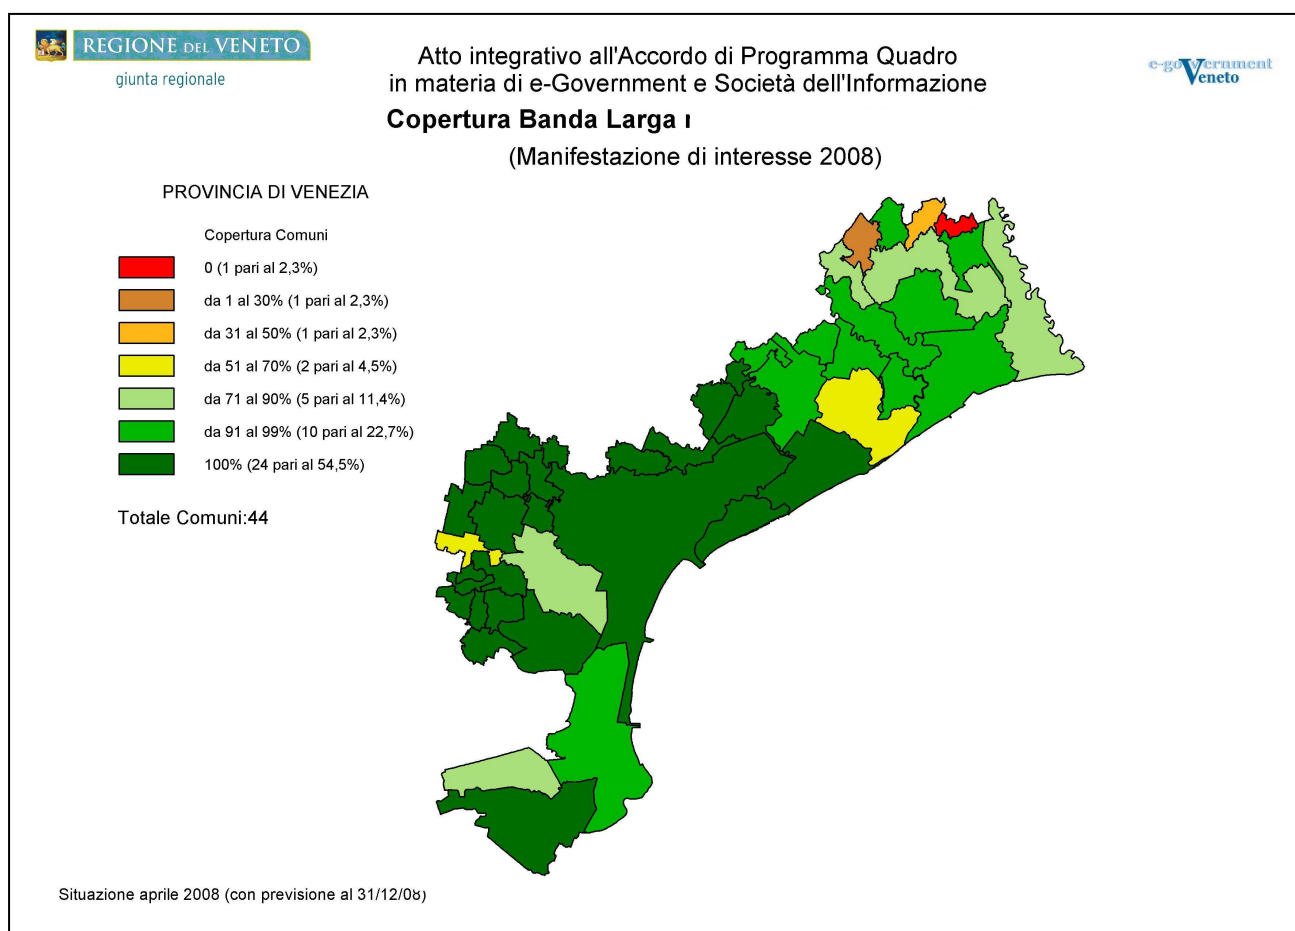 REGIONE DEL VENETO
giunta regionale
Atto integrativo all'Accordo di Programma Quadro
in materia di e-Government e Società dell'Informazione
Copertura Banda Larga
(Manifestazione di interesse 2008)
e-government
Veneto
PROVINCIA DI VENEZIA
Copertura Comuni
0 (1 pari al 2,3%)
da 1 al 30% (1 pari al 2,3%)
da 31 al 50% (1 pari al 2,3%)
da 51 al 70% (2 pari al 4,5%)
da 71 al 90% (5 pari al 11,4%)
da 91 al 99% (10 pari al 22,7%)
100% (24 pari al 54,5%)
Totale Comuni:44
Situazione aprile 2008 (con previsione al 31/12/08)